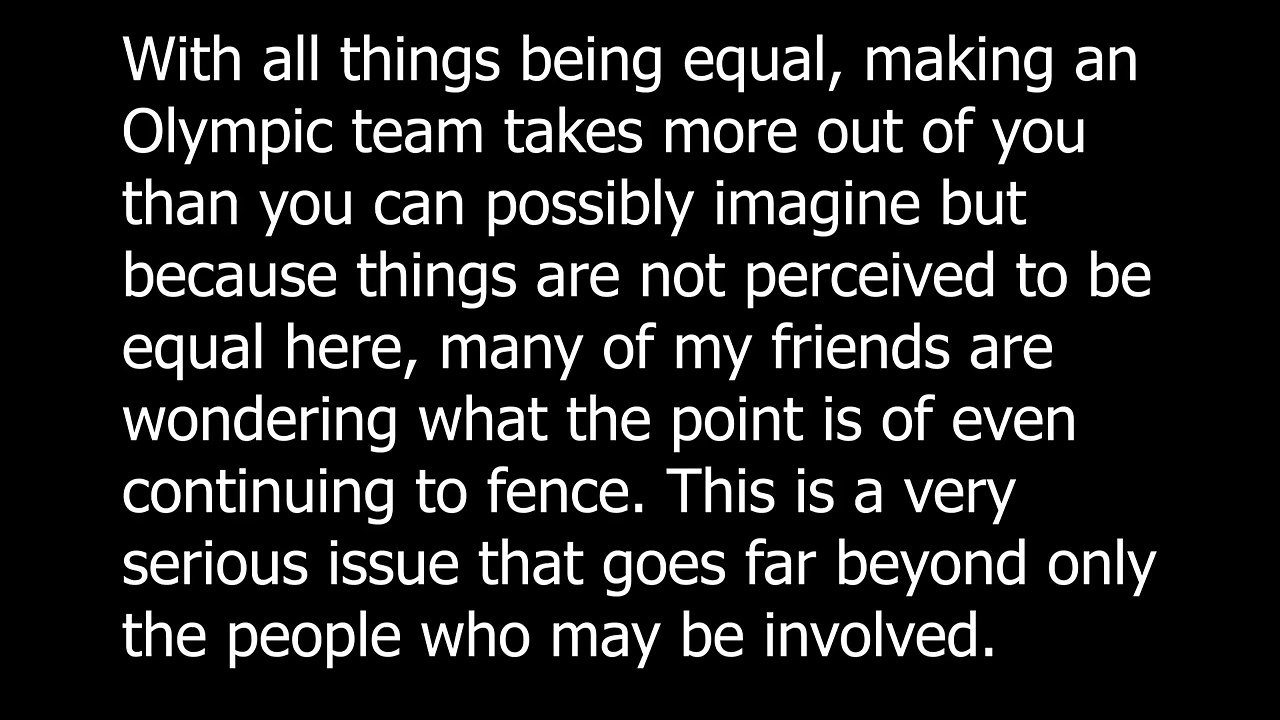 With all things being equal, making an
Olympic team takes more out of you
than you can possibly imagine but
because things are not perceived to be
equal here, many of my friends are
wondering what the point is of even
continuing to fence. This is a very
serious issue that goes far beyond only
the people who may be involved.